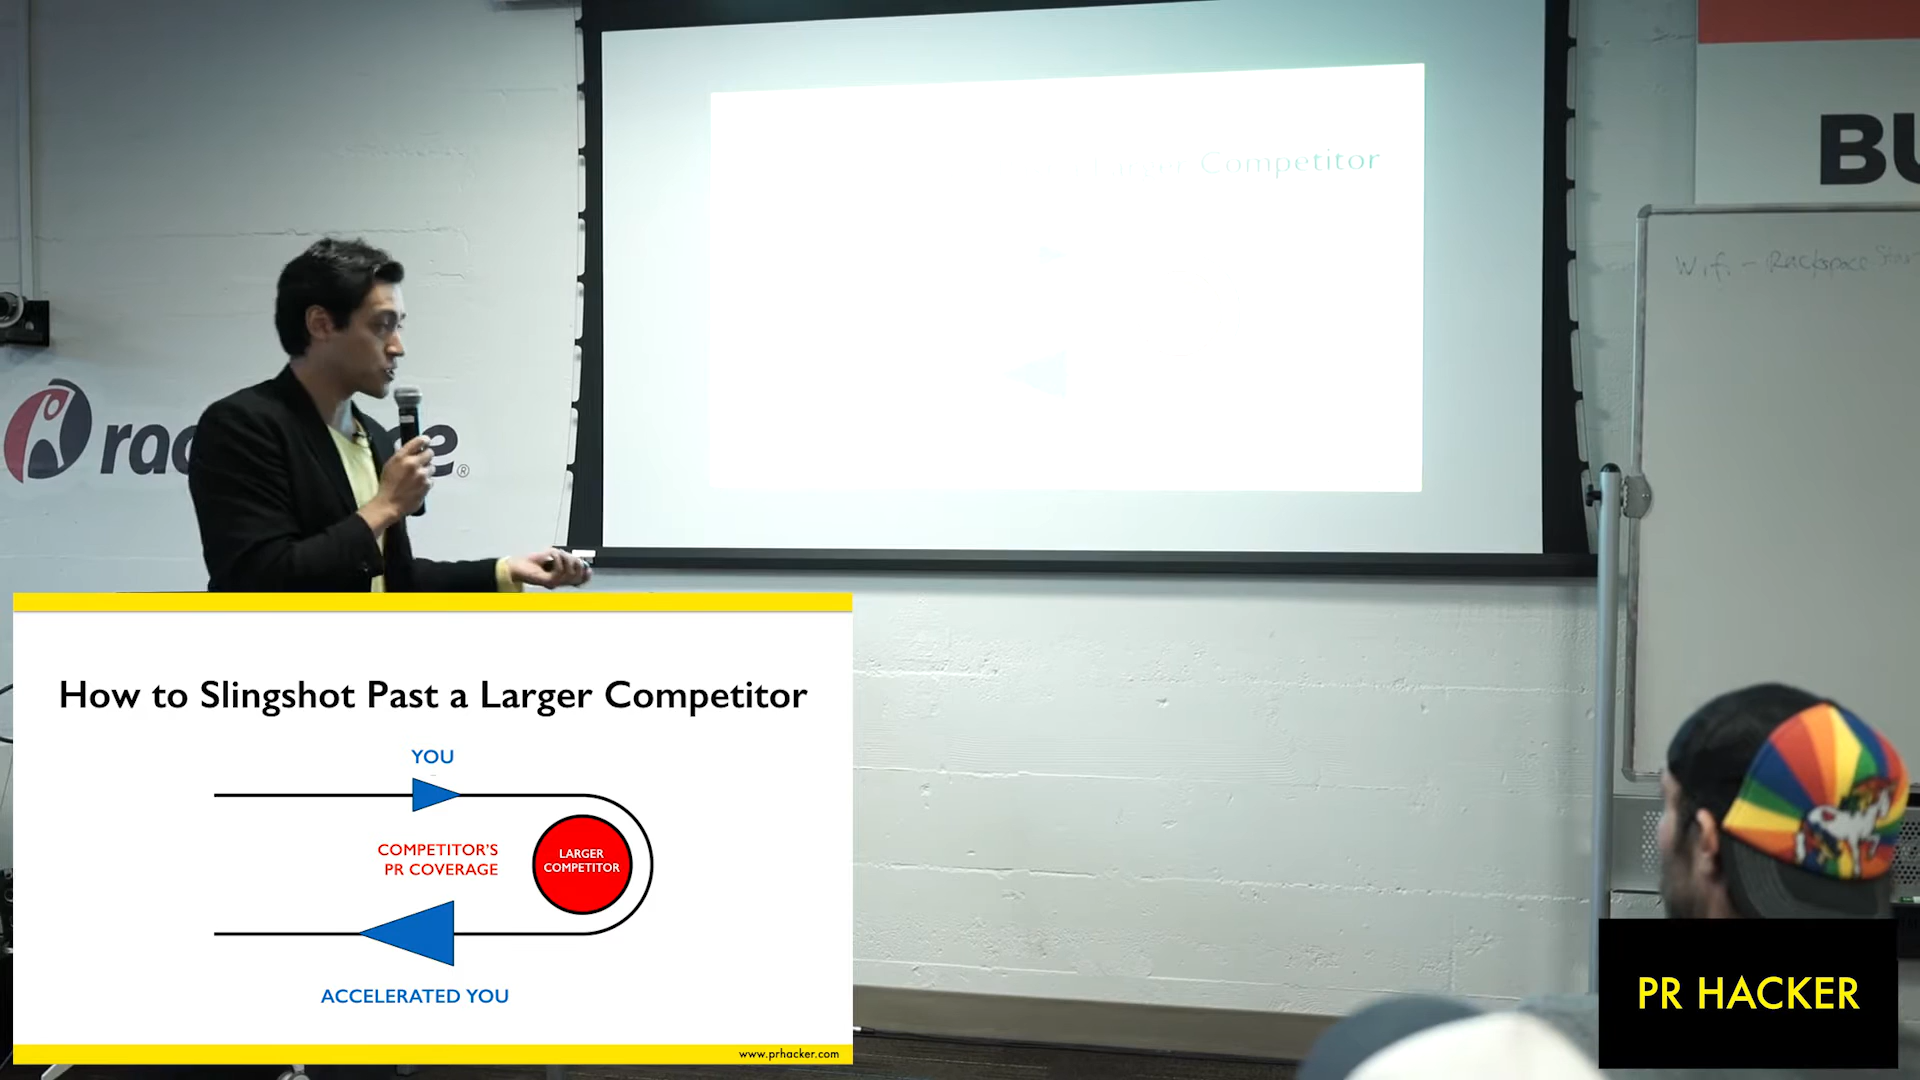 Larger Competitor
BU
Wifi - Rackspace
rac
e
®
How to Slingshot Past a Larger Competitor
YOU
COMPETITOR'S
PR COVERAGE
LARGER
COMPETITOR
ACCELERATED YOU
www.prhacker.com
PR HACKER